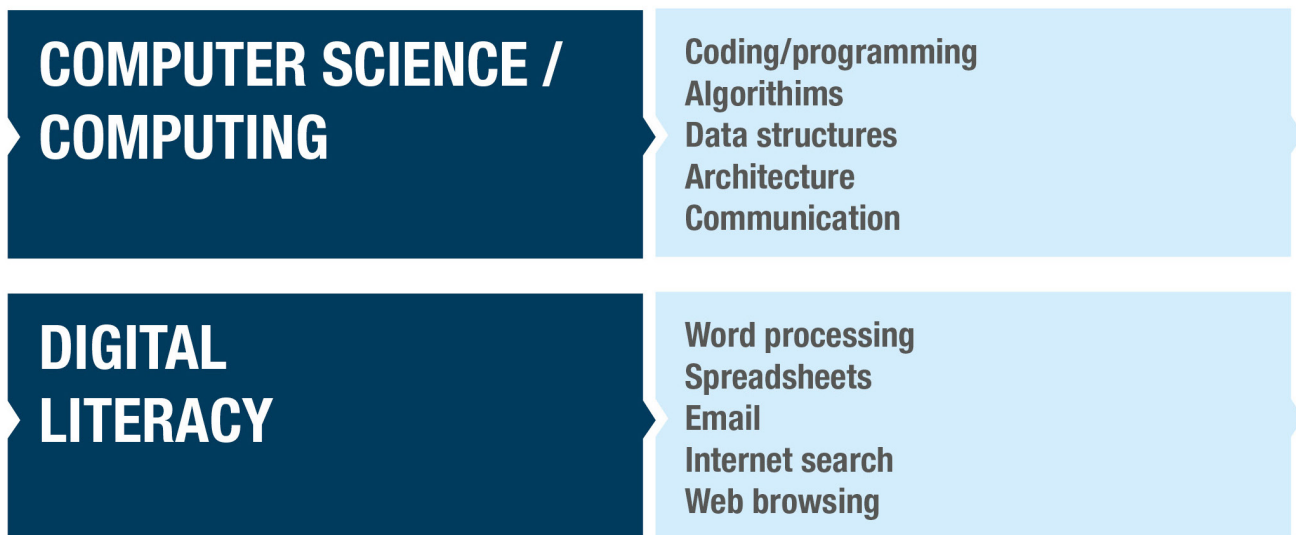 COMPUTER SCIENCE /
COMPUTING
Coding/programming
Algorithims
Data structures
Architecture
Communication
DIGITAL
LITERACY
Word processing
Spreadsheets
Email
Internet search
Web browsing